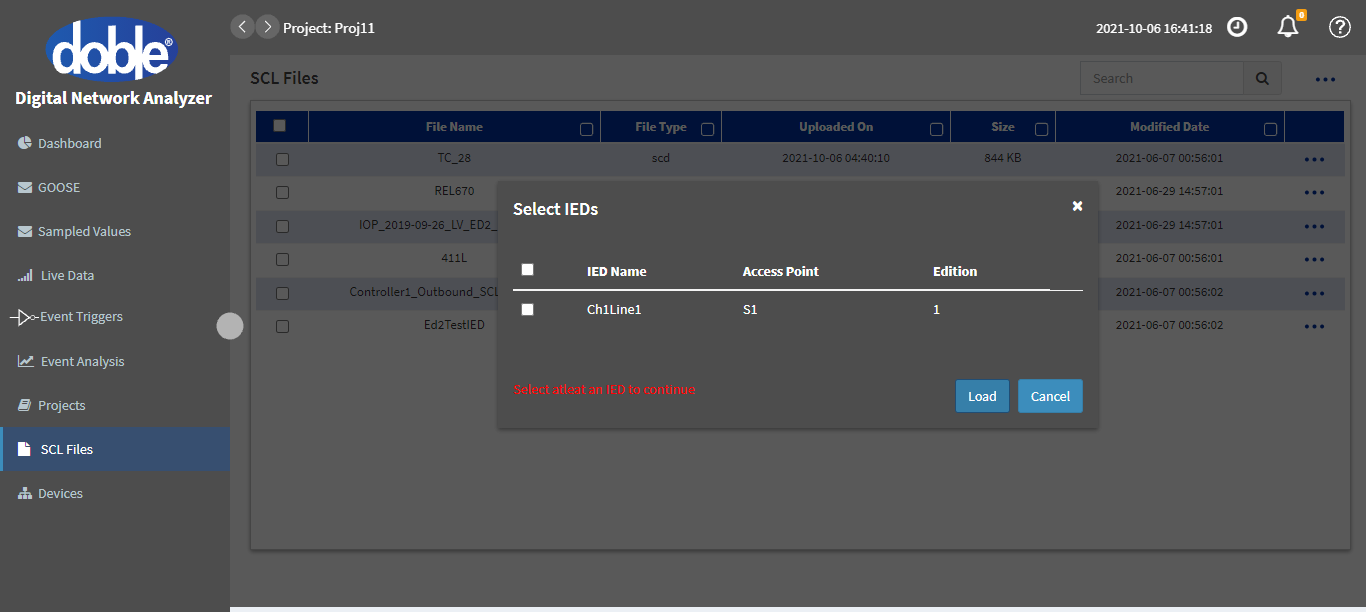 doble®
Digital Network Analyzer
Dashboard
GOOSE
Sampled Values
Live Data
Event Triggers
Event Analysis
Projects
SCL Files
Devices
Project: Proj11
2021-10-06 16:41:18
0
SCL Files
Search
File Name File Type Uploaded On Size Modified Date
TC_28 scd 2021-10-06 04:40:10 844 KB 2021-06-07 00:56:01
REL670 2021-06-29 14:57:01
IOP_2019-09-26_LV_ED2_ 2021-06-29 14:57:01
411L 2021-06-07 00:56:01
Controller1_Outbound_SCL 2021-06-07 00:56:02
Ed2TestIED 2021-06-07 00:56:02
Select IEDs
IED Name Access Point Edition
Ch1Line1 S1 1
Select atleat an IED to continue
Load Cancel